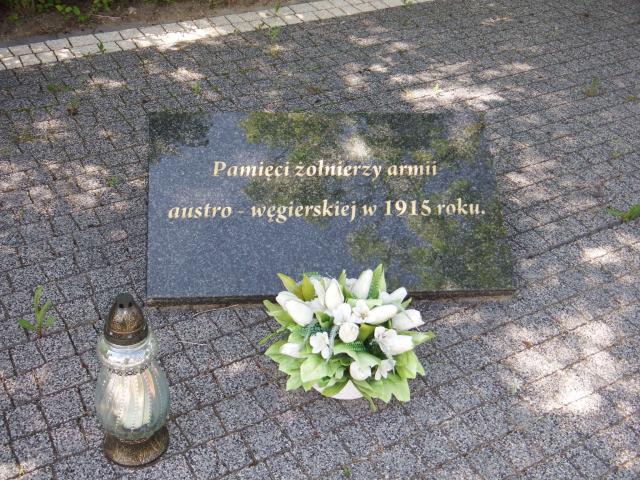 Pamięci żołnierzy armii
austro - węgierskiej w 1915 roku.